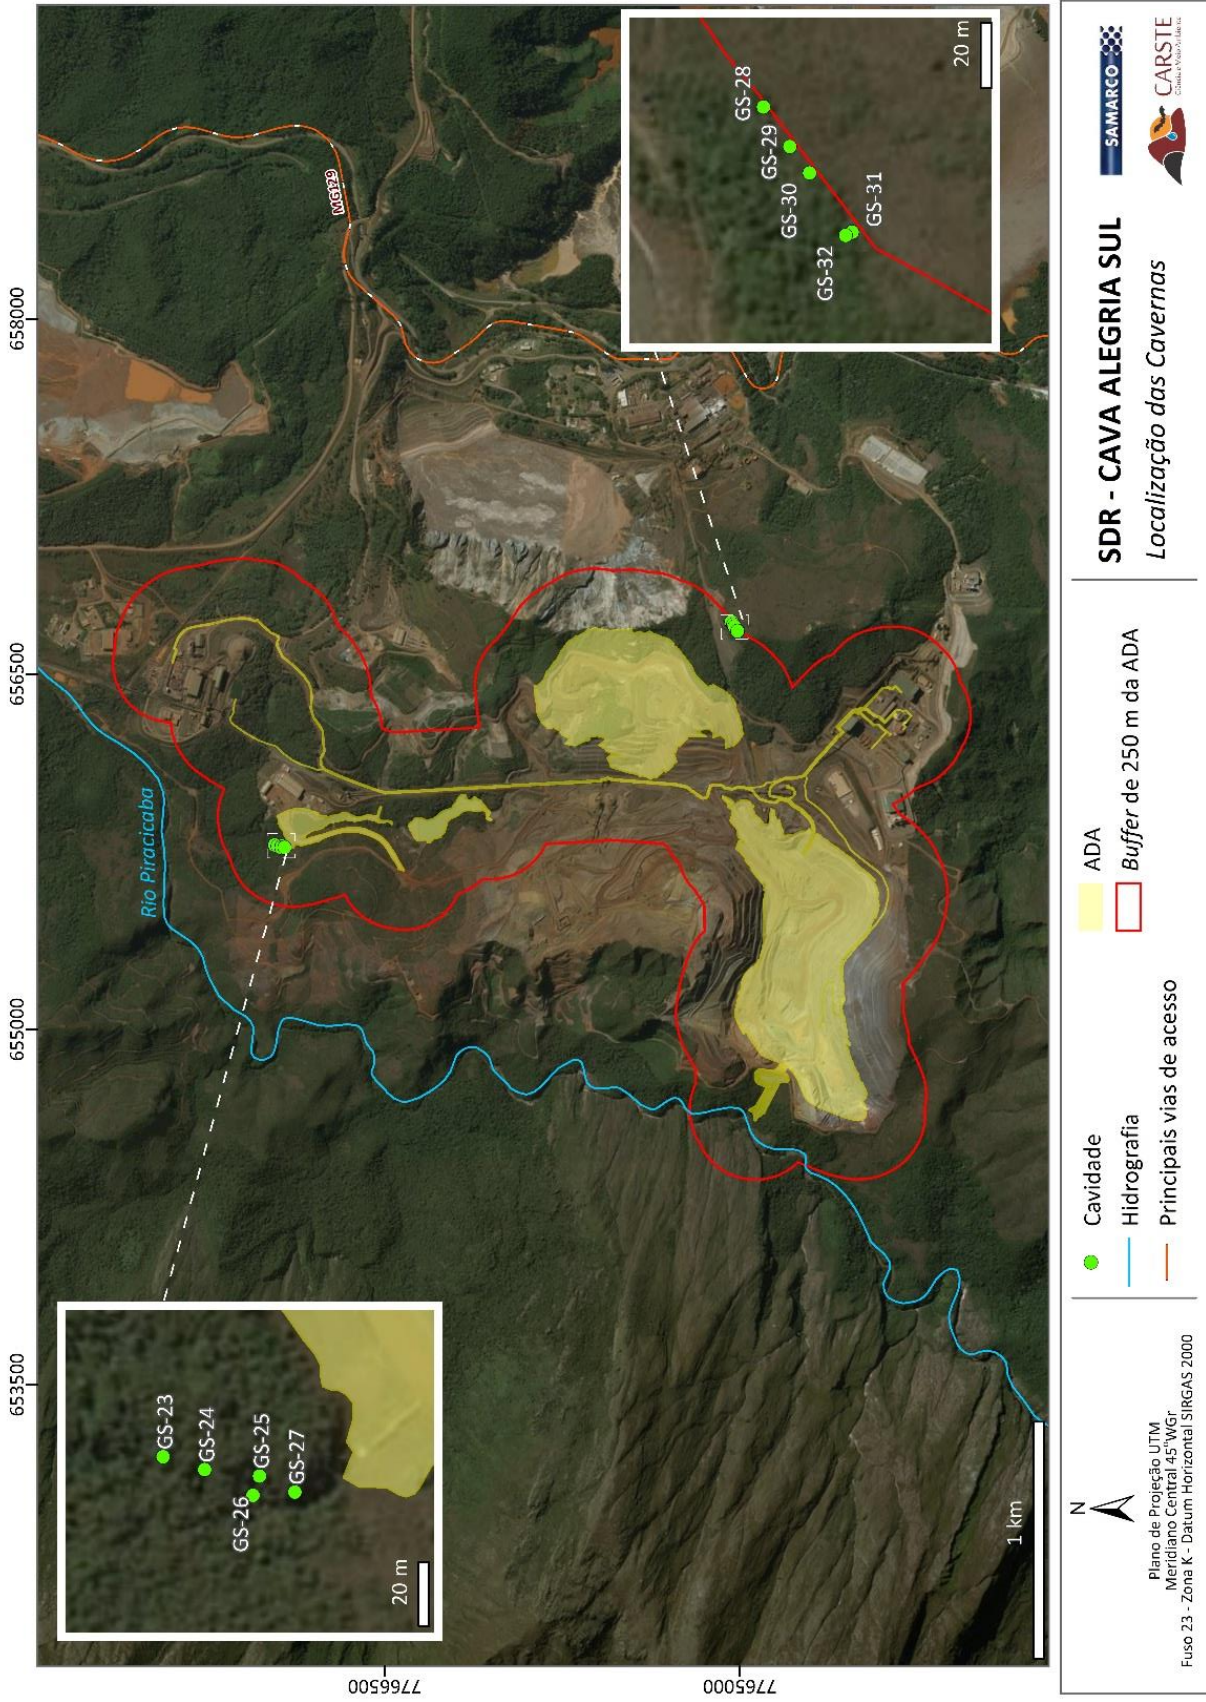 653500
655000
656500
658000
7766500
7765000
Rio Piracicaba
MG129
GS-23
GS-24
GS-25
GS-26
GS-27
20 m
GS-28
GS-29
GS-30
GS-31
GS-32
20 m
1 km
N
Plano de Projeção UTM
Meridiano Central 45°WGr
Fuso 23 - Zona K - Datum Horizontal SIRGAS 2000
Cavidade
Hidrografia
Principais vias de acesso
ADA
Buffer de 250 m da ADA
SDR - CAVA ALEGRIA SUL
Localização das Cavernas
SAMARCO
CARSTE
Ciência e Meio Ambiente